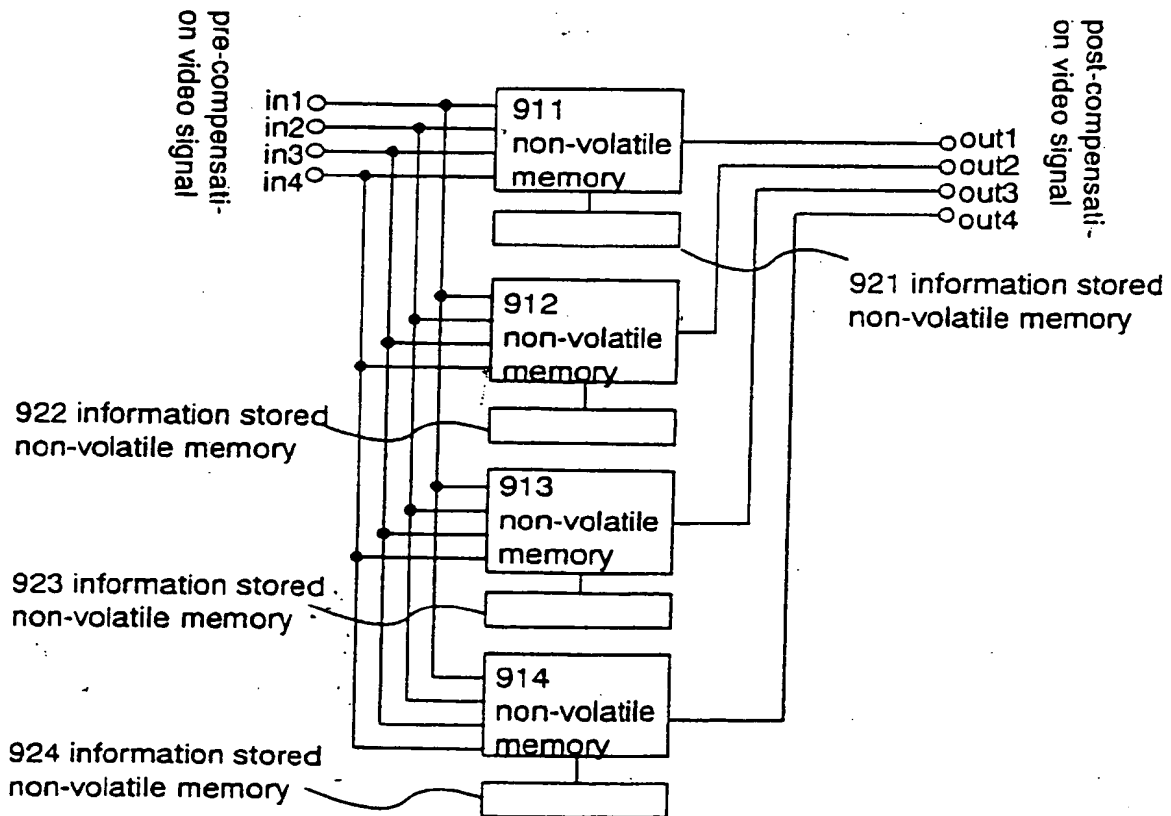 pre-compensati-
on video signal
in1
in2
in3
in4
911
non-volatile
memory
out1
out2
out3
out4
post-compensati-
on video signal
921 information stored
non-volatile memory
912
non-volatile
memory
922 information stored
non-volatile memory
913
non-volatile
memory
923 information stored
non-volatile memory
914
non-volatile
memory
924 information stored
non-volatile memory